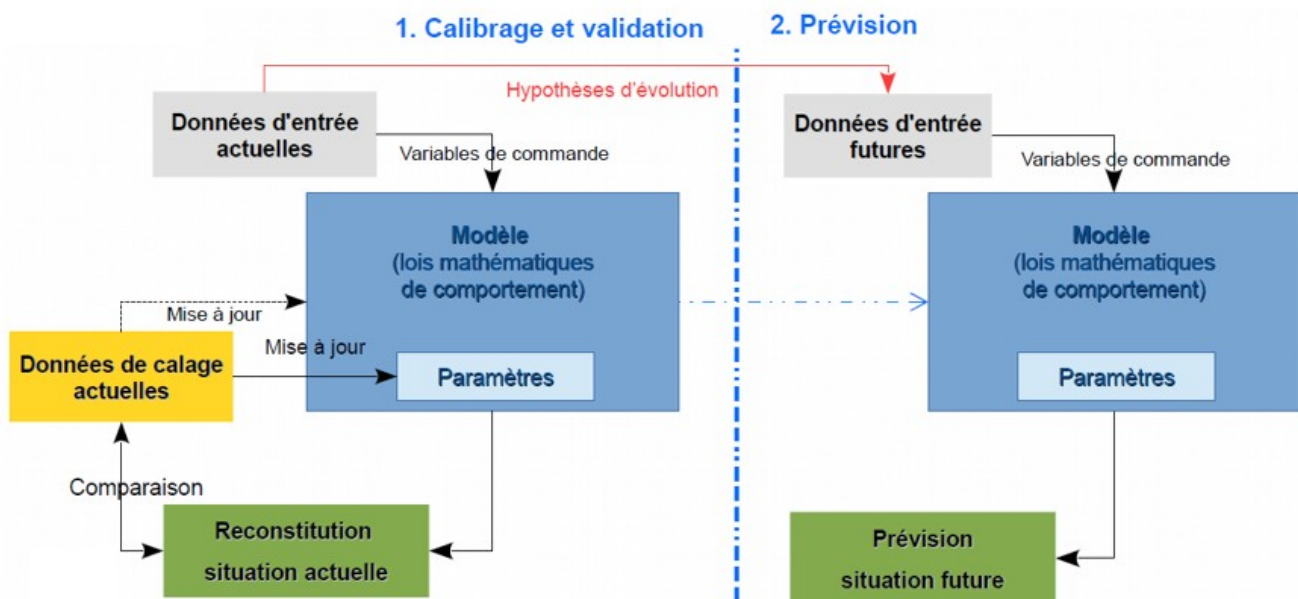 1. Calibrage et validation
2. Prévision
Hypothèses d'évolution
Données d'entrée
actuelles
Variables de commande
Modèle
(lois mathématiques
de comportement)
Mise à jour
Mise à jour
Données de calage
actuelles
Paramètres
Comparaison
Reconstitution
situation actuelle
Données d'entrée
futures
Variables de commande
Modèle
(lois mathématiques
de comportement)
Paramètres
Prévision
situation future